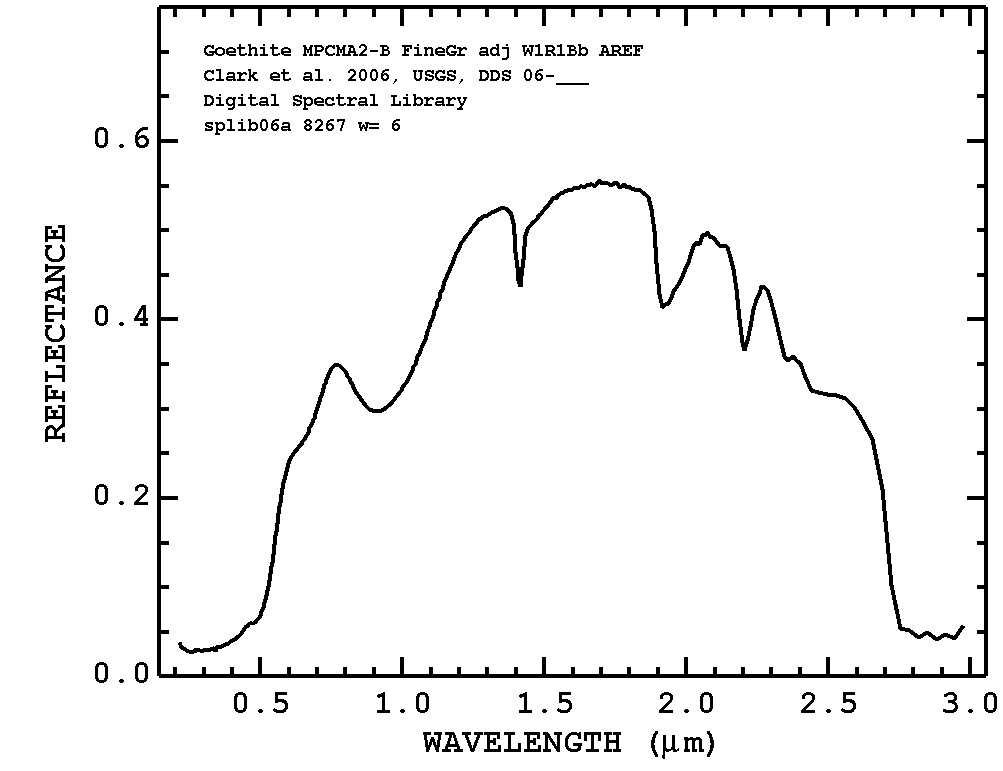 Goethite MPCMA2-B FineGr adj W1R1Bb AREF
Clark et al. 2006, USGS, DDS 06-___
Digital Spectral Library
splib06a 8267 w= 6
0.6
0.4
0.2
0.0
REFLECTANCE
0.5 1.0 1.5 2.0 2.5 3.0
WAVELENGTH (μm)